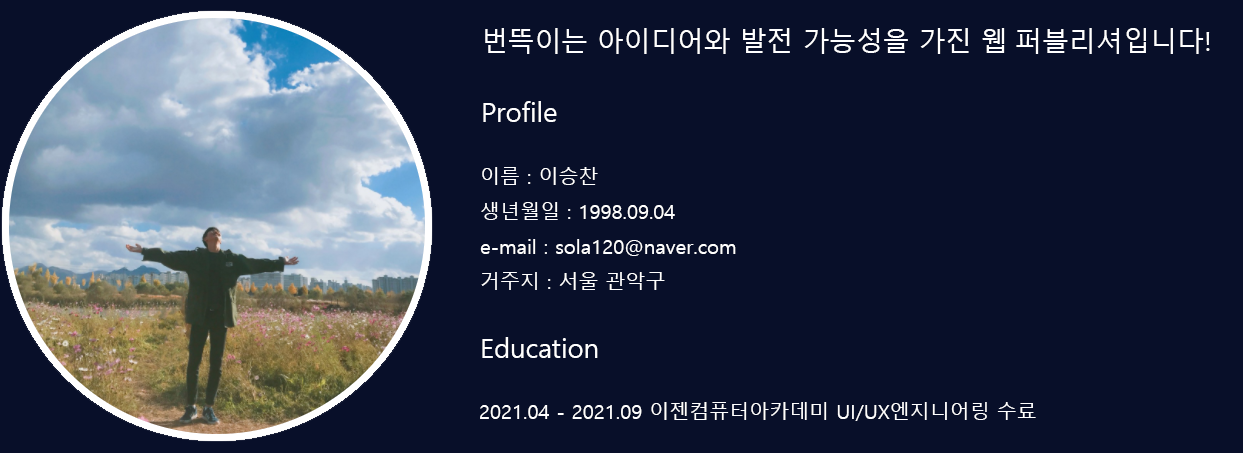 번뜩이는 아이디어와 발전 가능성을 가진 웹 퍼블리셔입니다!
Profile
이름 : 이승찬
생년월일 : 1998.09.04
e-mail : sola120@naver.com
거주지 : 서울 관악구
Education
2021.04 - 2021.09 이젠컴퓨터아카데미 UI/UX엔지니어링 수료